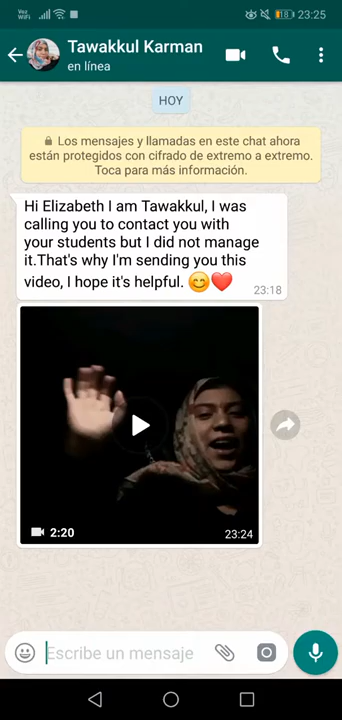 Voz
WiFi
18
23:25
Tawakkul Karman
en línea
HOY
Los mensajes y llamadas en este chat ahora
están protegidos con cifrado de extremo a extremo.
Toca para más información.
Hi Elizabeth I am Tawakkul, I was
calling you to contact you with
your students but I did not manage
it.That's why I'm sending you this
video, I hope it's helpful. 😊❤️
23:18
2:20
23:24
Escribe un mensaje